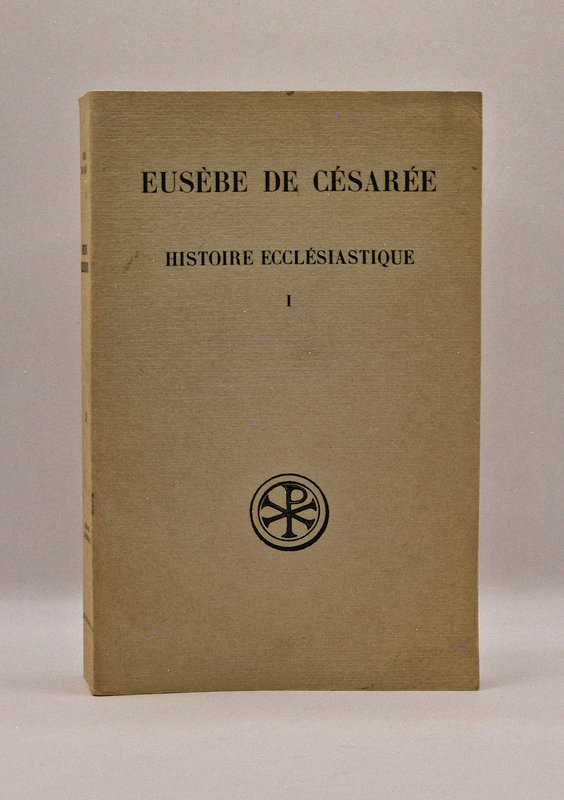 EUSÈBE DE CÉSARÉE
HISTOIRE ECCLÉSIASTIQUE
I